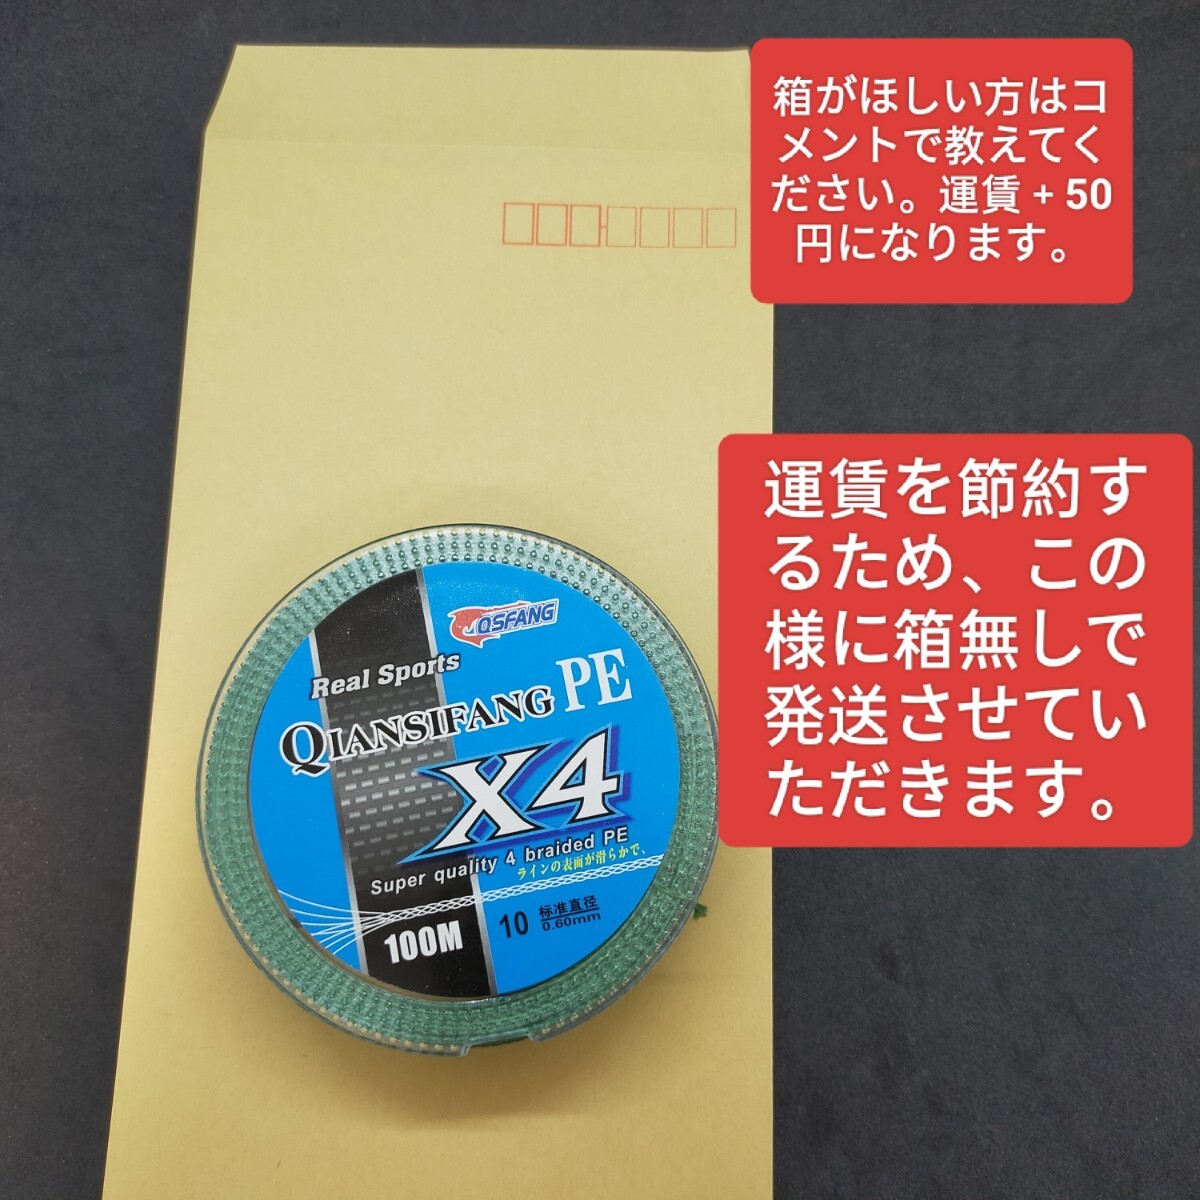 箱がほしい方はコ
メントで教えてく
ださい。運賃 + 50
円になります。
運賃を節約す
るため、この
様に箱無しで
発送させてい
ただきます。
QSFANG
Real Sports
QIANSIFANG PE
X4
Super quality 4 braided PE
ラインの表面が滑らかで、
100M
10 标准直径
0.60mm